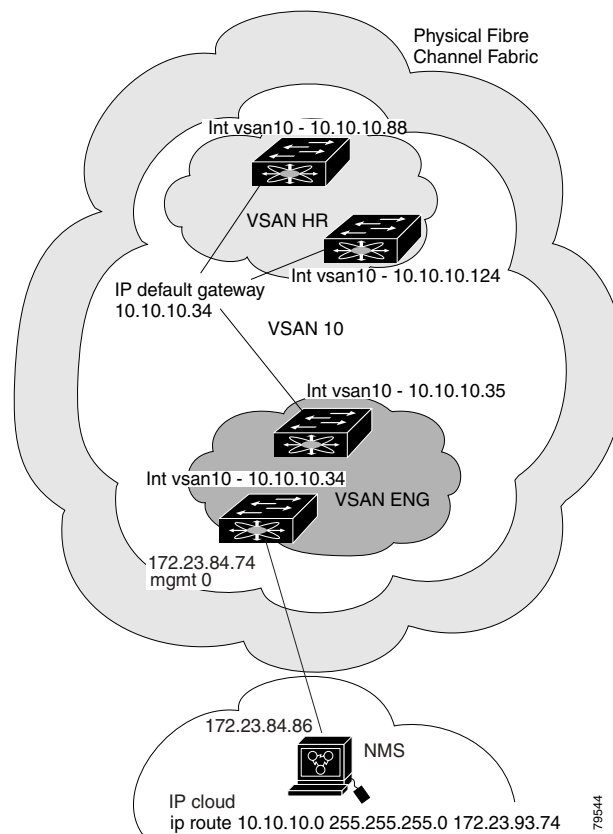 Physical Fibre
Channel Fabric
Int vsan10 - 10.10.10.88
VSAN HR
Int vsan10 - 10.10.10.124
IP default gateway
10.10.10.34
VSAN 10
Int vsan10 - 10.10.10.35
Int vsan10 - 10.10.10.34
VSAN ENG
172.23.84.74
mgmt 0
172.23.84.86
NMS
IP cloud
ip route 10.10.10.0 255.255.255.0 172.23.93.74
79544